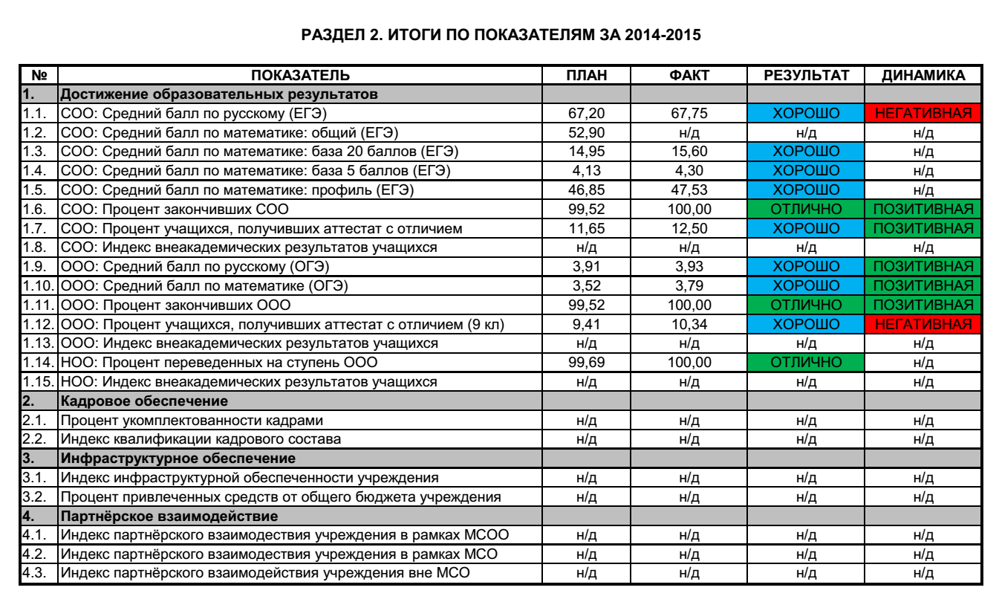 РАЗДЕЛ 2. ИТОГИ ПО ПОКАЗАТЕЛЯМ ЗА 2014-2015
№ ПОКАЗАТЕЛЬ ПЛАН ФАКТ РЕЗУЛЬТАТ ДИНАМИКА
1. Достижение образовательных результатов
1.1. СОО: Средний балл по русскому (ЕГЭ) 67,20 67,75 ХОРОШО НЕГАТИВНАЯ
1.2. СОО: Средний балл по математике: общий (ЕГЭ) 52,90 н/д н/д н/д
1.3. СОО: Средний балл по математике: база 20 баллов (ЕГЭ) 14,95 15,60 ХОРОШО н/д
1.4. СОО: Средний балл по математике: база 5 баллов (ЕГЭ) 4,13 4,30 ХОРОШО н/д
1.5. СОО: Средний балл по математике: профиль (ЕГЭ) 46,85 47,53 ХОРОШО н/д
1.6. СОО: Процент закончивших СОО 99,52 100,00 ОТЛИЧНО ПОЗИТИВНАЯ
1.7. СОО: Процент учащихся, получивших аттестат с отличием 11,65 12,50 ХОРОШО ПОЗИТИВНАЯ
1.8. СОО: Индекс внеакадемических результатов учащихся н/д н/д н/д н/д
1.9. ООО: Средний балл по русскому (ОГЭ) 3,91 3,93 ХОРОШО ПОЗИТИВНАЯ
1.10. ООО: Средний балл по математике (ОГЭ) 3,52 3,79 ХОРОШО ПОЗИТИВНАЯ
1.11. ООО: Процент закончивших ООО 99,52 100,00 ОТЛИЧНО ПОЗИТИВНАЯ
1.12. ООО: Процент учащихся, получивших аттестат с отличием (9 кл) 9,41 10,34 ХОРОШО НЕГАТИВНАЯ
1.13. ООО: Индекс внеакадемических результатов учащихся н/д н/д н/д н/д
1.14. НОО: Процент переведенных на ступень ООО 99,69 100,00 ОТЛИЧНО н/д
1.15. НОО: Индекс внеакадемических результатов учащихся н/д н/д н/д н/д
2. Кадровое обеспечение
2.1. Процент укомплектованности кадрами н/д н/д н/д н/д
2.2. Индекс квалификации кадрового состава н/д н/д н/д н/д
3. Инфраструктурное обеспечение
3.1. Индекс инфраструктурной обеспеченности учреждения н/д н/д н/д н/д
3.2. Процент привлеченных средств от общего бюджета учреждения н/д н/д н/д н/д
4. Партнёрское взаимодействие
4.1. Индекс партнёрского взаимодествия учреждения в рамках МСОО н/д н/д н/д н/д
4.2. Индекс партнёрского взаимодествия учреждения в рамках МСО н/д н/д н/д н/д
4.3. Индекс партнёрского взаимодействия учреждения вне МСО н/д н/д н/д н/д